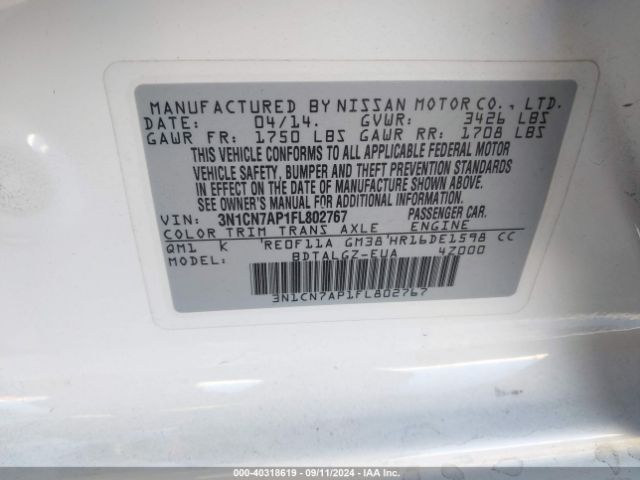 MANUFACTURED BY NISSAN MOTOR CO., LTD.
DATE: 04/14. GVWR: 3426 LBS
GAWR FR: 1750 LBS GAWR RR: 1708 LBS
THIS VEHICLE CONFORMS TO ALL APPLICABLE FEDERAL MOTOR
VEHICLE SAFETY, BUMPER AND THEFT PREVENTION STANDARDS
IN EFFECT ON THE DATE OF MANUFACTURE SHOWN ABOVE.
SEE OWNER'S MANUAL FOR ADDITIONAL INFORMATION.
VIN: 3N1CN7AP1FL802767 PASSENGER CAR.
COLOR TRIM TRANS AXLE ENGINE
QM1 K 'RE0F11A GM38'HR16DE1598 CC
MODEL: BDTALGZ-EUA 4Z000
3N1CN7AP1FL802767
000-40318619 - 09/11/2024 - IAA Inc.